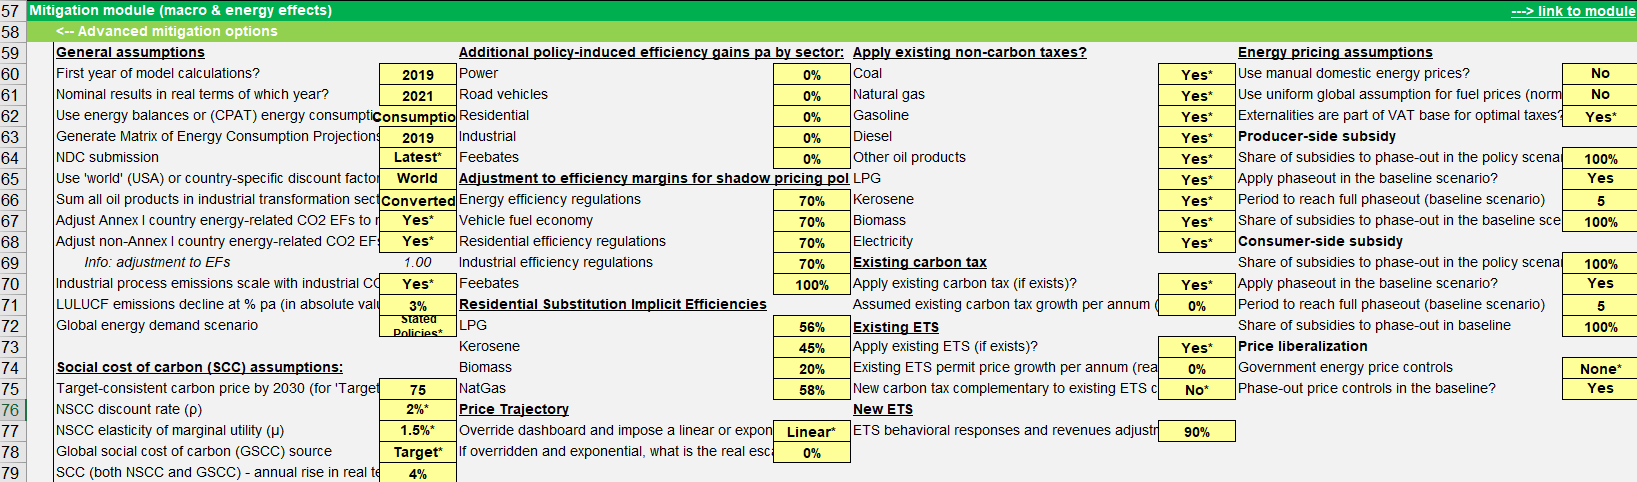 57 Mitigation module (macro & energy effects) ---> link to module
58 <-- Advanced mitigation options
59 General assumptions Additional policy-induced efficiency gains pa by sector: Apply existing non-carbon taxes? Energy pricing assumptions
60 First year of model calculations? 2019 Power 0% Coal Yes* Use manual domestic energy prices? No
61 Nominal results in real terms of which year? 2021 Road vehicles 0% Natural gas Yes* Use uniform global assumption for fuel prices (norm No
62 Use energy balances or (CPAT) energy consumpti Consumptio Residential 0% Gasoline Yes* Externalities are part of VAT base for optimal taxes? Yes*
63 Generate Matrix of Energy Consumption Projections 2019 Industrial 0% Diesel Yes* Producer-side subsidy
64 NDC submission Latest* Feebates 0% Other oil products Yes* Share of subsidies to phase-out in the policy scena 100%
65 Use 'world' (USA) or country-specific discount facto World Adjustment to efficiency margins for shadow pricing pol LPG Yes* Apply phaseout in the baseline scenario? Yes
66 Sum all oil products in industrial transformation sect Converted Energy efficiency regulations 70% Kerosene Yes* Period to reach full phaseout (baseline scenario) 5
67 Adjust Annex I country energy-related CO2 EFs to r Yes* Vehicle fuel economy 70% Biomass Yes* Share of subsidies to phase-out in the baseline sce 100%
68 Adjust non-Annex I country energy-related CO2 EFs Yes* Residential efficiency regulations 70% Electricity Yes* Consumer-side subsidy
69 Info: adjustment to EFs 1.00 Industrial efficiency regulations 70% Existing carbon tax Share of subsidies to phase-out in the policy scena 100%
70 Industrial process emissions scale with industrial CO Yes* Feebates 100% Apply existing carbon tax (if exists)? Yes* Apply phaseout in the baseline scenario? Yes
71 LULUCF emissions decline at % pa (in absolute valu 3% Residential Substitution Implicit Efficiencies Assumed existing carbon tax growth per annum ( 0% Period to reach full phaseout (baseline scenario) 5
72 Global energy demand scenario Stated Policies* LPG 56% Existing ETS Share of subsidies to phase-out in baseline 100%
73 Kerosene 45% Apply existing ETS (if exists)? Yes* Price liberalization
74 Social cost of carbon (SCC) assumptions: Biomass 20% Existing ETS permit price growth per annum (rea 0% Government energy price controls None*
75 Target-consistent carbon price by 2030 (for 'Target 75 NatGas 58% New carbon tax complementary to existing ETS c No* Phase-out price controls in the baseline? Yes
76 NSCC discount rate (ρ) 2%* Price Trajectory New ETS
77 NSCC elasticity of marginal utility (μ) 1.5%* Override dashboard and impose a linear or expon Linear* ETS behavioral responses and revenues adjustr 90%
78 Global social cost of carbon (GSCC) source Target* If overridden and exponential, what is the real esca 0%
79 SCC (both NSCC and GSCC) - annual rise in real te 4%